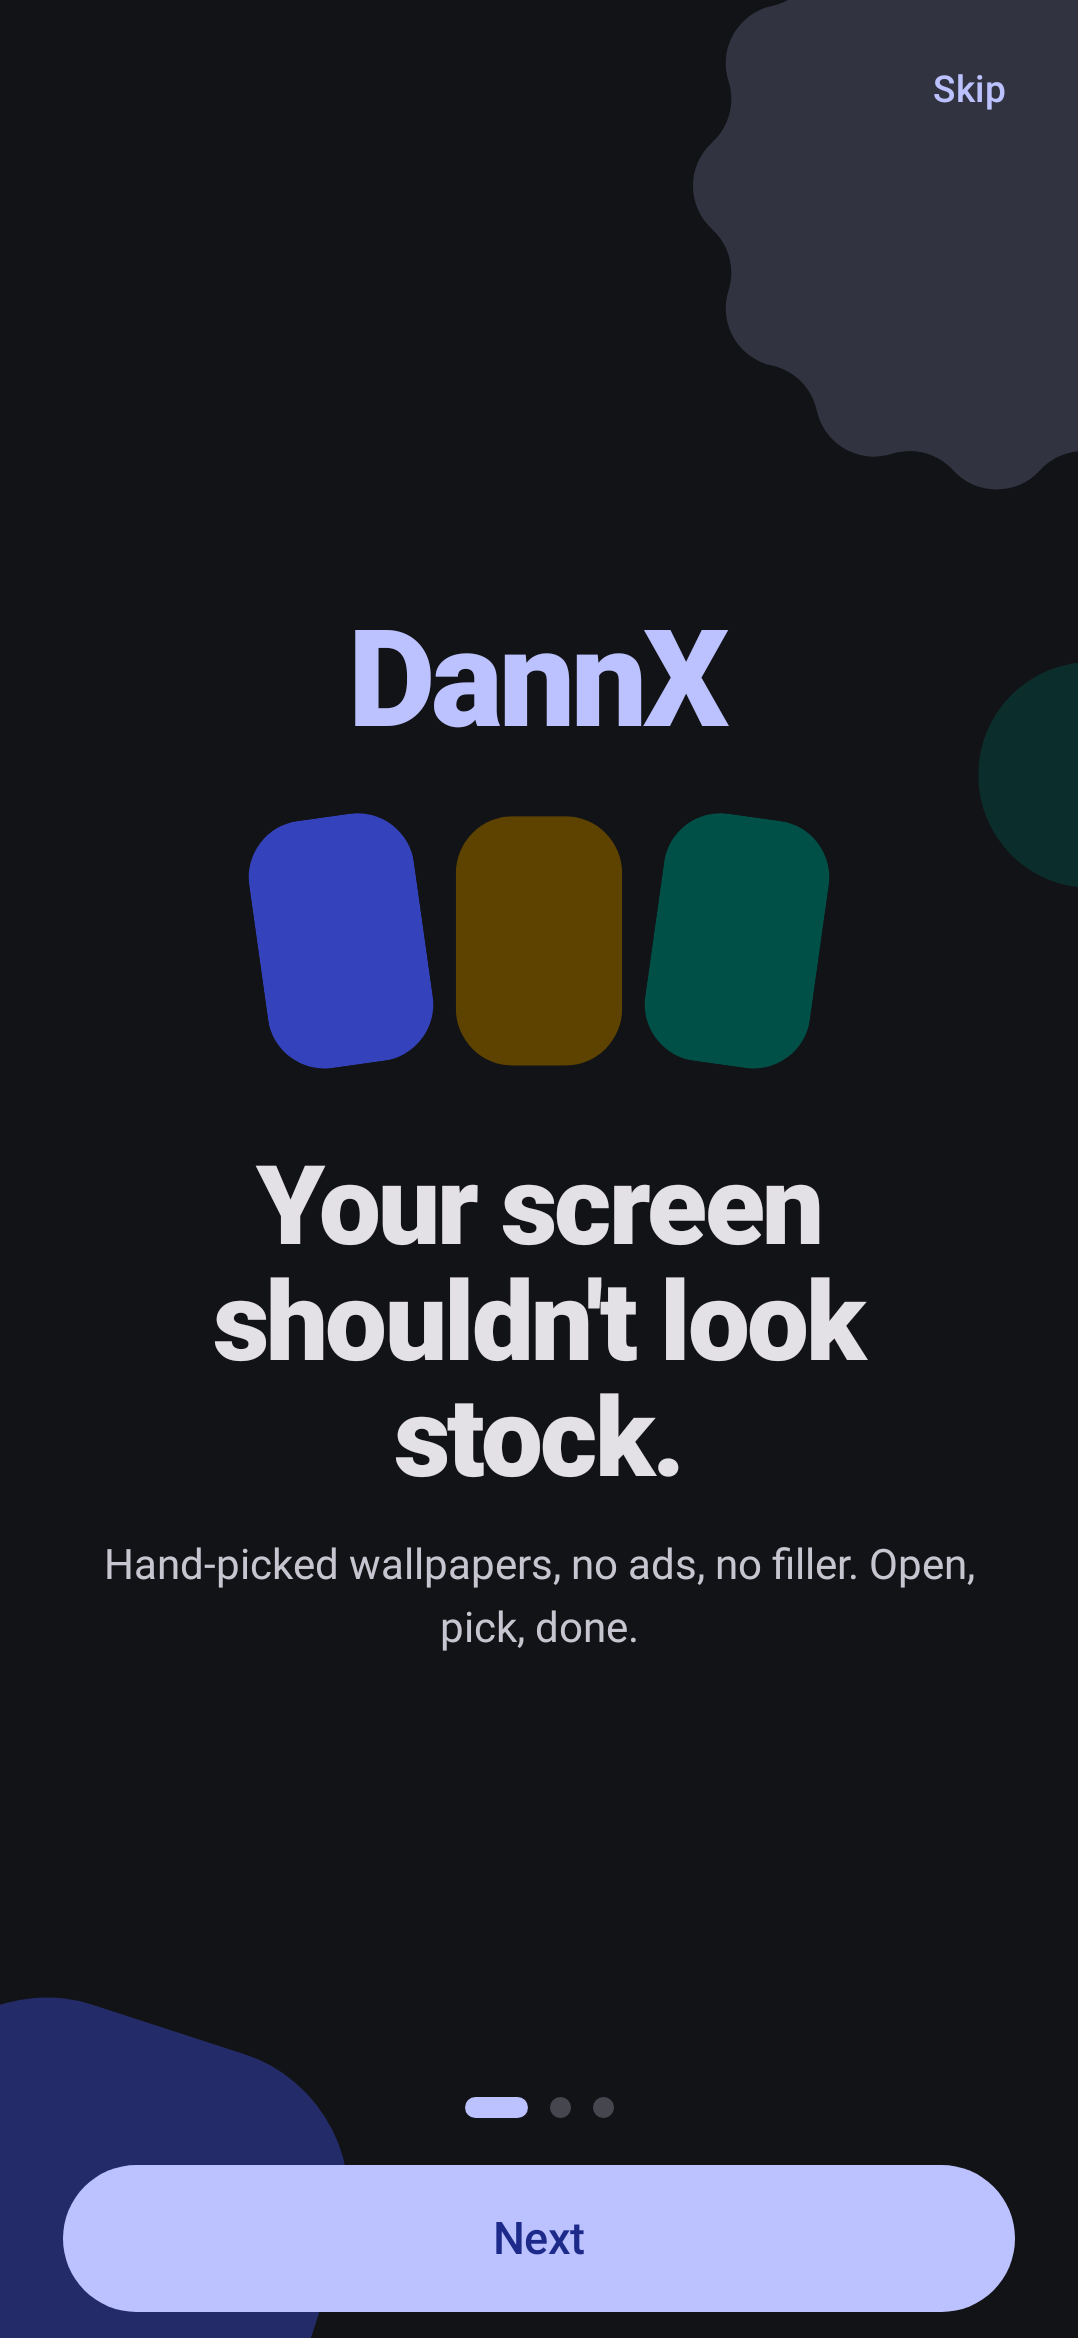 Skip
DannX
Your screen
shouldn't look
stock.
Hand-picked wallpapers, no ads, no filler. Open,
pick, done.
Next